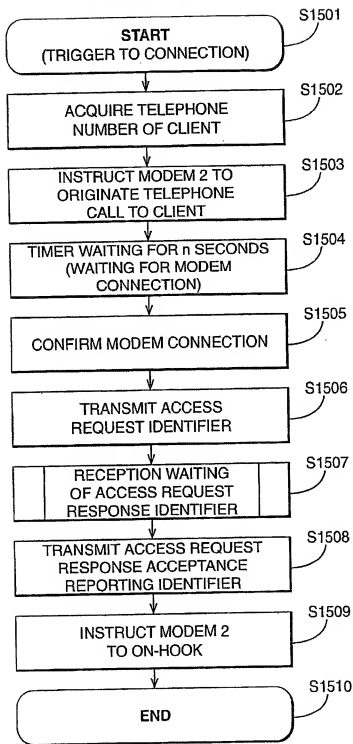 S1501
START
(TRIGGER TO CONNECTION)
S1502
ACQUIRE TELEPHONE
NUMBER OF CLIENT
S1503
INSTRUCT MODEM 2 TO
ORIGINATE TELEPHONE
CALL TO CLIENT
S1504
TIMER WAITING FOR n SECONDS
(WAITING FOR MODEM
CONNECTION)
S1505
CONFIRM MODEM CONNECTION
S1506
TRANSMIT ACCESS
REQUEST IDENTIFIER
S1507
RECEPTION WAITING
OF ACCESS REQUEST
RESPONSE IDENTIFIER
S1508
TRANSMIT ACCESS REQUEST
RESPONSE ACCEPTANCE
REPORTING IDENTIFIER
S1509
INSTRUCT MODEM 2
TO ON-HOOK
S1510
END